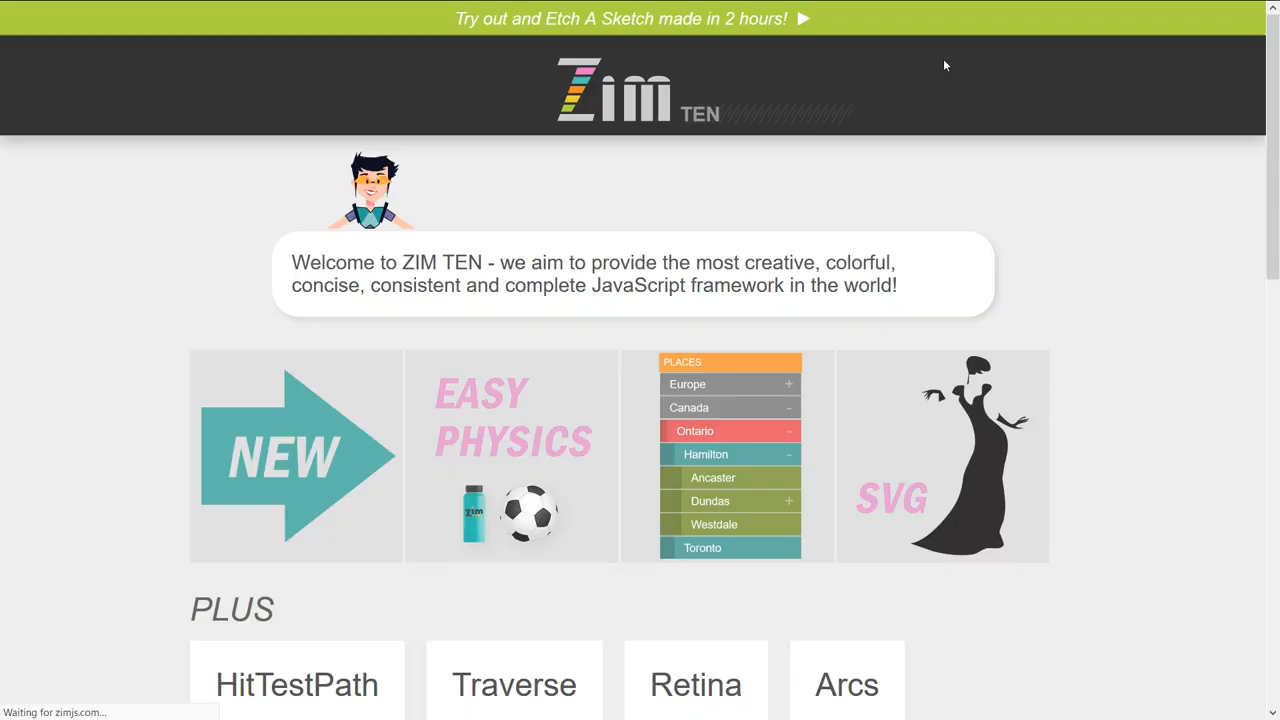 Try out and Etch A Sketch made in 2 hours!
Zim TEN
Welcome to ZIM TEN - we aim to provide the most creative, colorful,
concise, consistent and complete JavaScript framework in the world!
NEW
EASY
PHYSICS
Zim
PLACES
Europe +
Canada -
Ontario -
Hamilton -
Ancaster
Dundas +
Westdale
Toronto
SVG
PLUS
HitTestPath
Traverse
Retina
Arcs
Waiting for zimjs.com...